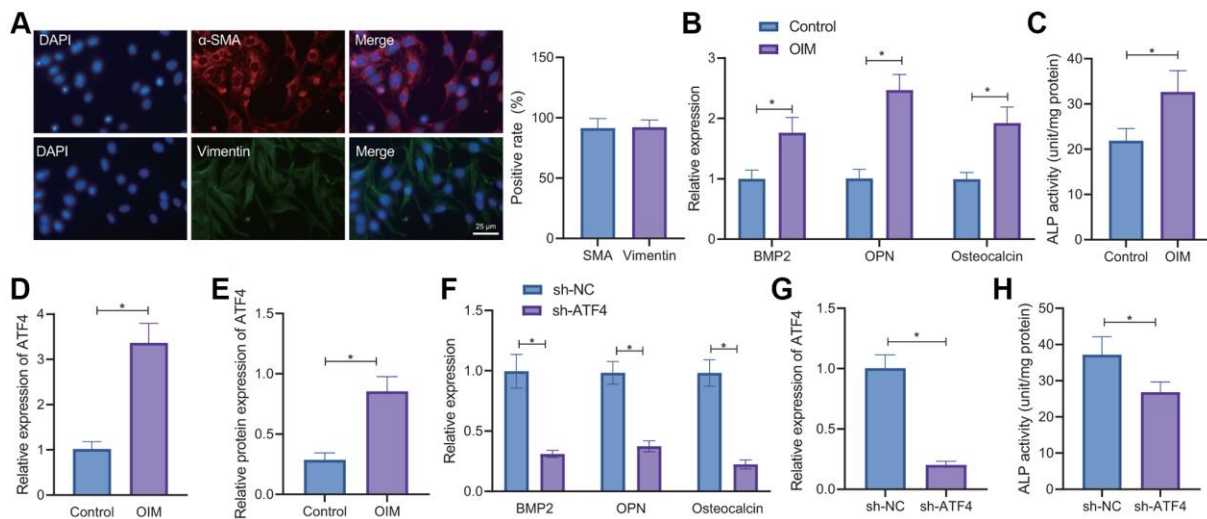 A
DAPI
α-SMA
Merge
DAPI
Vimentin
Merge
25 μm
Positive rate (%)
150
100
50
0
SMA
Vimentin
B
Control
OIM
Relative expression
3
2
1
0
*
*
*
BMP2
OPN
Osteocalcin
C
ALP activity (unit/mg protein)
40
30
20
10
0
*
Control
OIM
D
Relative expression of ATF4
4
3
2
1
0
*
Control
OIM
E
Relative protein expression of ATF4
1.5
1.0
0.5
0.0
*
Control
OIM
F
sh-NC
sh-ATF4
Relative expression
1.5
1.0
0.5
0.0
*
*
*
BMP2
OPN
Osteocalcin
G
Relative expression of ATF4
1.5
1.0
0.5
0.0
*
sh-NC
sh-ATF4
H
ALP activity (unit/mg protein)
50
40
30
20
10
0
*
sh-NC
sh-ATF4